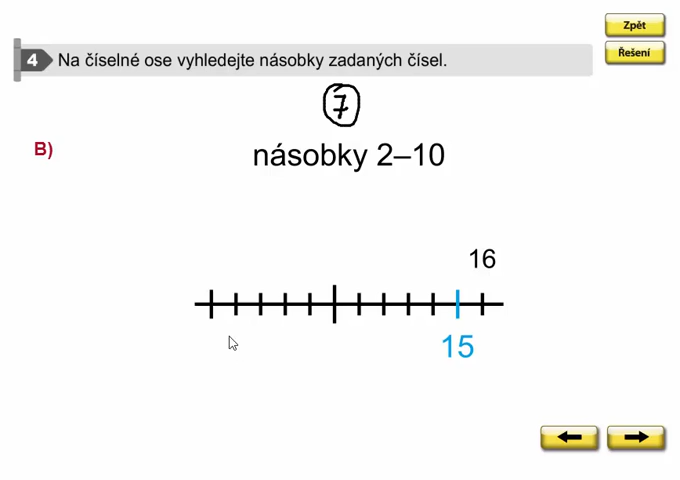 Zpět
4 Na číselné ose vyhledejte násobky zadaných čísel.
Řešení
7
B)
násobky 2–10
16
15